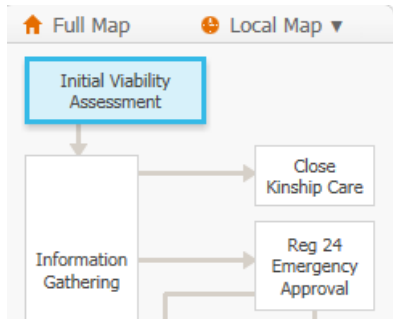 Full Map
Local Map ▼
Initial Viability
Assessment
Close
Kinship Care
Information
Gathering
Reg 24
Emergency
Approval